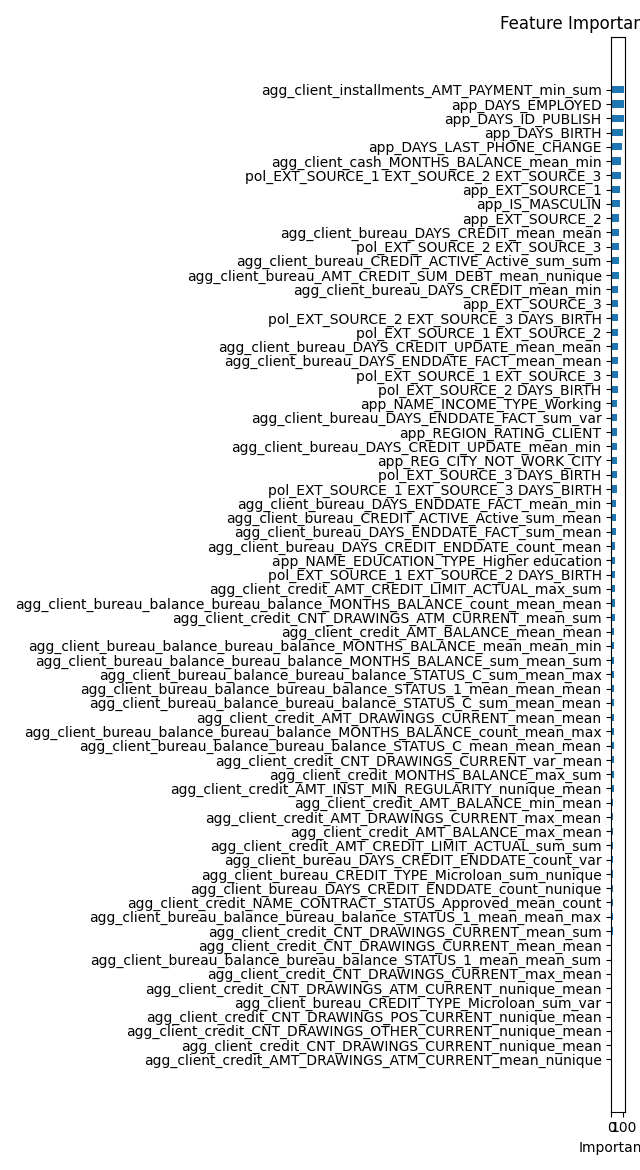 Feature Importan
agg_client_installments_AMT_PAYMENT_min_sum
app_DAYS_EMPLOYED
app_DAYS_ID_PUBLISH
app_DAYS_BIRTH
app_DAYS_LAST_PHONE_CHANGE
agg_client_cash_MONTHS_BALANCE_mean_min
pol_EXT_SOURCE_1 EXT_SOURCE_2 EXT_SOURCE_3
app_EXT_SOURCE_1
app_IS_MASCULIN
app_EXT_SOURCE_2
agg_client_bureau_DAYS_CREDIT_mean_mean
pol_EXT_SOURCE_2 EXT_SOURCE_3
agg_client_bureau_CREDIT_ACTIVE_Active_sum_sum
agg_client_bureau_AMT_CREDIT_SUM_DEBT_mean_nunique
agg_client_bureau_DAYS_CREDIT_mean_min
app_EXT_SOURCE_3
pol_EXT_SOURCE_2 EXT_SOURCE_3 DAYS_BIRTH
pol_EXT_SOURCE_1 EXT_SOURCE_2
agg_client_bureau_DAYS_CREDIT_UPDATE_mean_mean
agg_client_bureau_DAYS_ENDDATE_FACT_mean_mean
pol_EXT_SOURCE_1 EXT_SOURCE_3
pol_EXT_SOURCE_2 DAYS_BIRTH
app_NAME_INCOME_TYPE_Working
agg_client_bureau_DAYS_ENDDATE_FACT_sum_var
app_REGION_RATING_CLIENT
agg_client_bureau_DAYS_CREDIT_UPDATE_mean_min
app_REG_CITY_NOT_WORK_CITY
pol_EXT_SOURCE_3 DAYS_BIRTH
pol_EXT_SOURCE_1 EXT_SOURCE_3 DAYS_BIRTH
agg_client_bureau_DAYS_ENDDATE_FACT_mean_min
agg_client_bureau_CREDIT_ACTIVE_Active_sum_mean
agg_client_bureau_DAYS_ENDDATE_FACT_sum_mean
agg_client_bureau_DAYS_CREDIT_ENDDATE_count_mean
app_NAME_EDUCATION_TYPE_Higher education
pol_EXT_SOURCE_1 EXT_SOURCE_2 DAYS_BIRTH
agg_client_credit_AMT_CREDIT_LIMIT_ACTUAL_max_sum
agg_client_bureau_balance_bureau_balance_MONTHS_BALANCE_count_mean_mean
agg_client_credit_CNT_DRAWINGS_ATM_CURRENT_mean_sum
agg_client_credit_AMT_BALANCE_mean_mean
agg_client_bureau_balance_bureau_balance_MONTHS_BALANCE_mean_mean_min
agg_client_bureau_balance_bureau_balance_MONTHS_BALANCE_sum_mean_sum
agg_client_bureau_balance_bureau_balance_STATUS_C_sum_mean_max
agg_client_bureau_balance_bureau_balance_STATUS_1_mean_mean_mean
agg_client_bureau_balance_bureau_balance_STATUS_C_sum_mean_mean
agg_client_credit_AMT_DRAWINGS_CURRENT_mean_mean
agg_client_bureau_balance_bureau_balance_MONTHS_BALANCE_count_mean_max
agg_client_bureau_balance_bureau_balance_STATUS_C_mean_mean_mean
agg_client_credit_CNT_DRAWINGS_CURRENT_var_mean
agg_client_credit_MONTHS_BALANCE_max_sum
agg_client_credit_AMT_INST_MIN_REGULARITY_nunique_mean
agg_client_credit_AMT_BALANCE_min_mean
agg_client_credit_AMT_DRAWINGS_CURRENT_max_mean
agg_client_credit_AMT_BALANCE_max_mean
agg_client_credit_AMT_CREDIT_LIMIT_ACTUAL_sum_sum
agg_client_bureau_DAYS_CREDIT_ENDDATE_count_var
agg_client_bureau_CREDIT_TYPE_Microloan_sum_nunique
agg_client_bureau_DAYS_CREDIT_ENDDATE_count_nunique
agg_client_credit_NAME_CONTRACT_STATUS_Approved_mean_count
agg_client_bureau_balance_bureau_balance_STATUS_1_mean_mean_max
agg_client_credit_CNT_DRAWINGS_CURRENT_mean_sum
agg_client_credit_CNT_DRAWINGS_CURRENT_mean_mean
agg_client_bureau_balance_bureau_balance_STATUS_1_mean_mean_sum
agg_client_credit_CNT_DRAWINGS_CURRENT_max_mean
agg_client_credit_CNT_DRAWINGS_ATM_CURRENT_nunique_mean
agg_client_bureau_CREDIT_TYPE_Microloan_sum_var
agg_client_credit_CNT_DRAWINGS_POS_CURRENT_nunique_mean
agg_client_credit_CNT_DRAWINGS_OTHER_CURRENT_nunique_mean
agg_client_credit_CNT_DRAWINGS_CURRENT_nunique_mean
agg_client_credit_AMT_DRAWINGS_ATM_CURRENT_mean_nunique
0 100
Importan